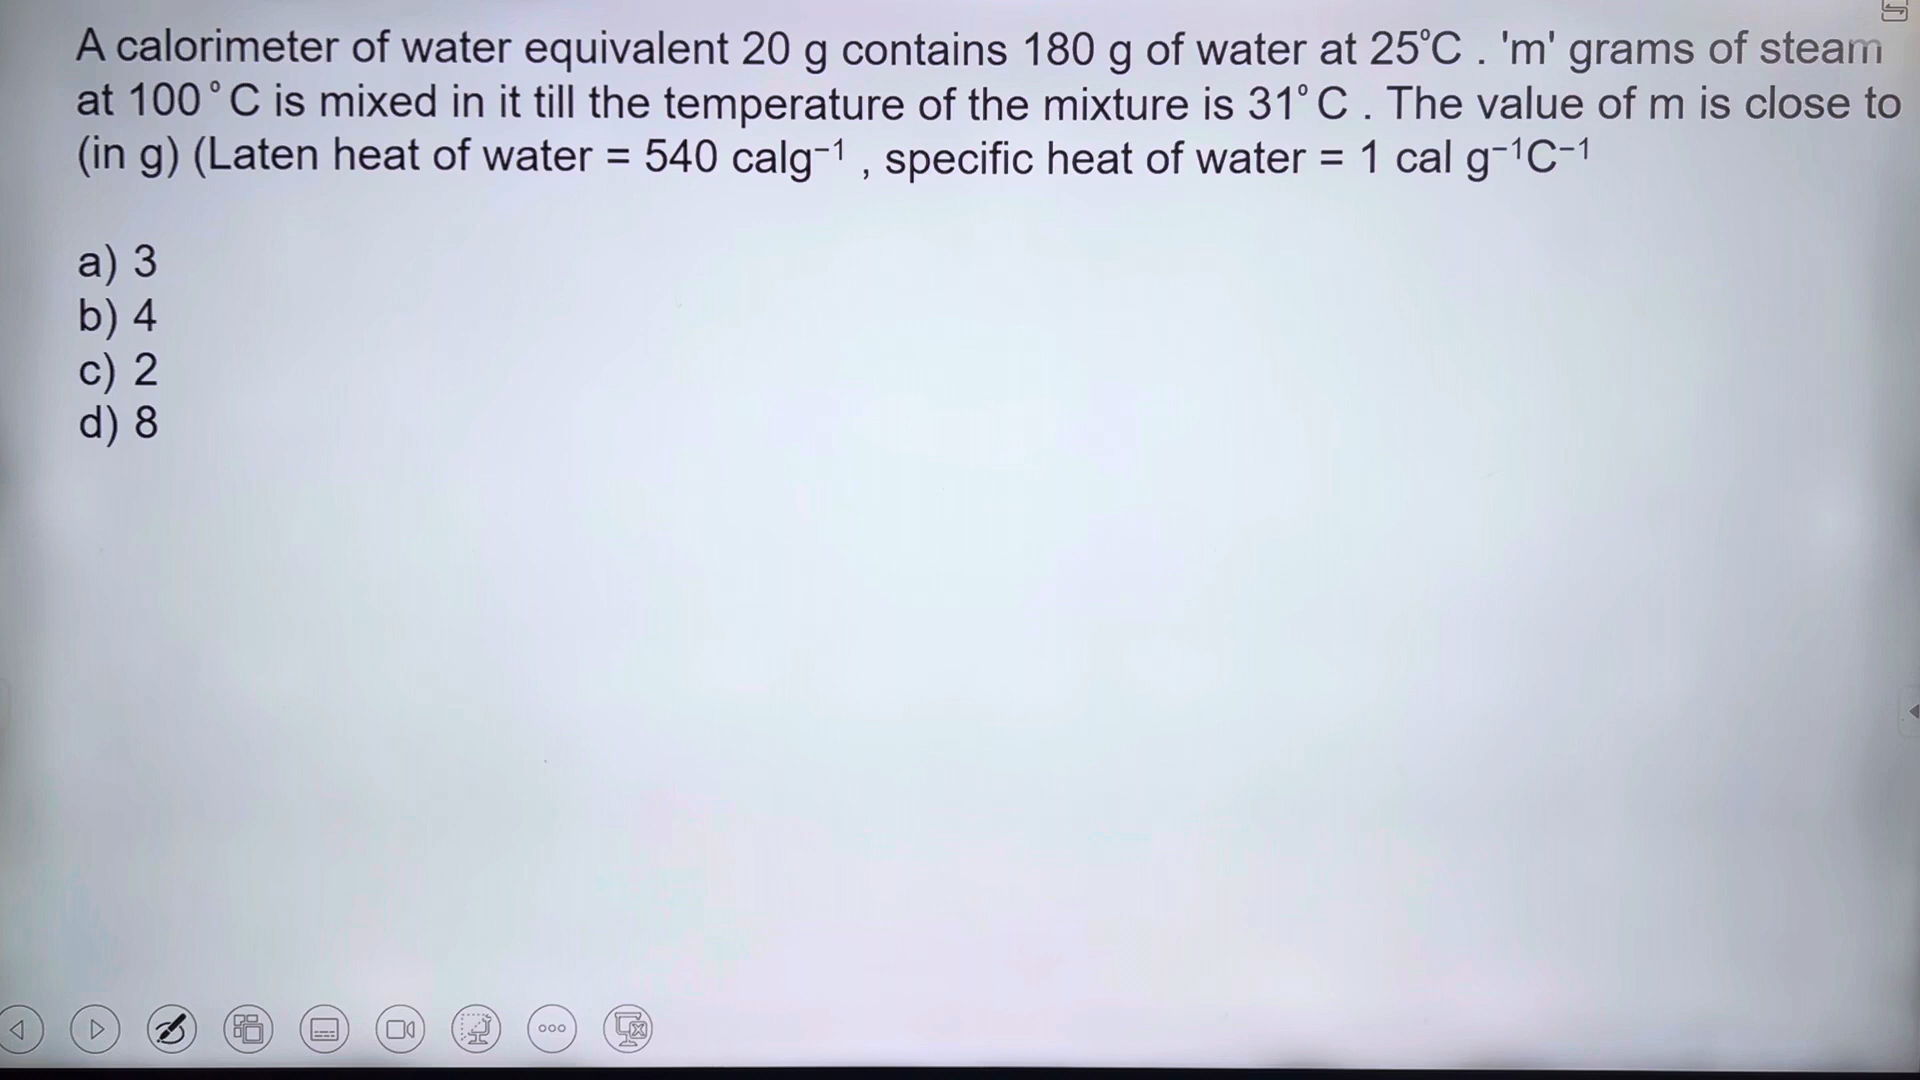 A calorimeter of water equivalent 20 g contains 180 g of water at 25°C . 'm' grams of steam
at 100°C is mixed in it till the temperature of the mixture is 31°C . The value of m is close to
(in g) (Laten heat of water = 540 calg⁻¹ , specific heat of water = 1 cal g⁻¹C⁻¹
a) 3
b) 4
c) 2
d) 8